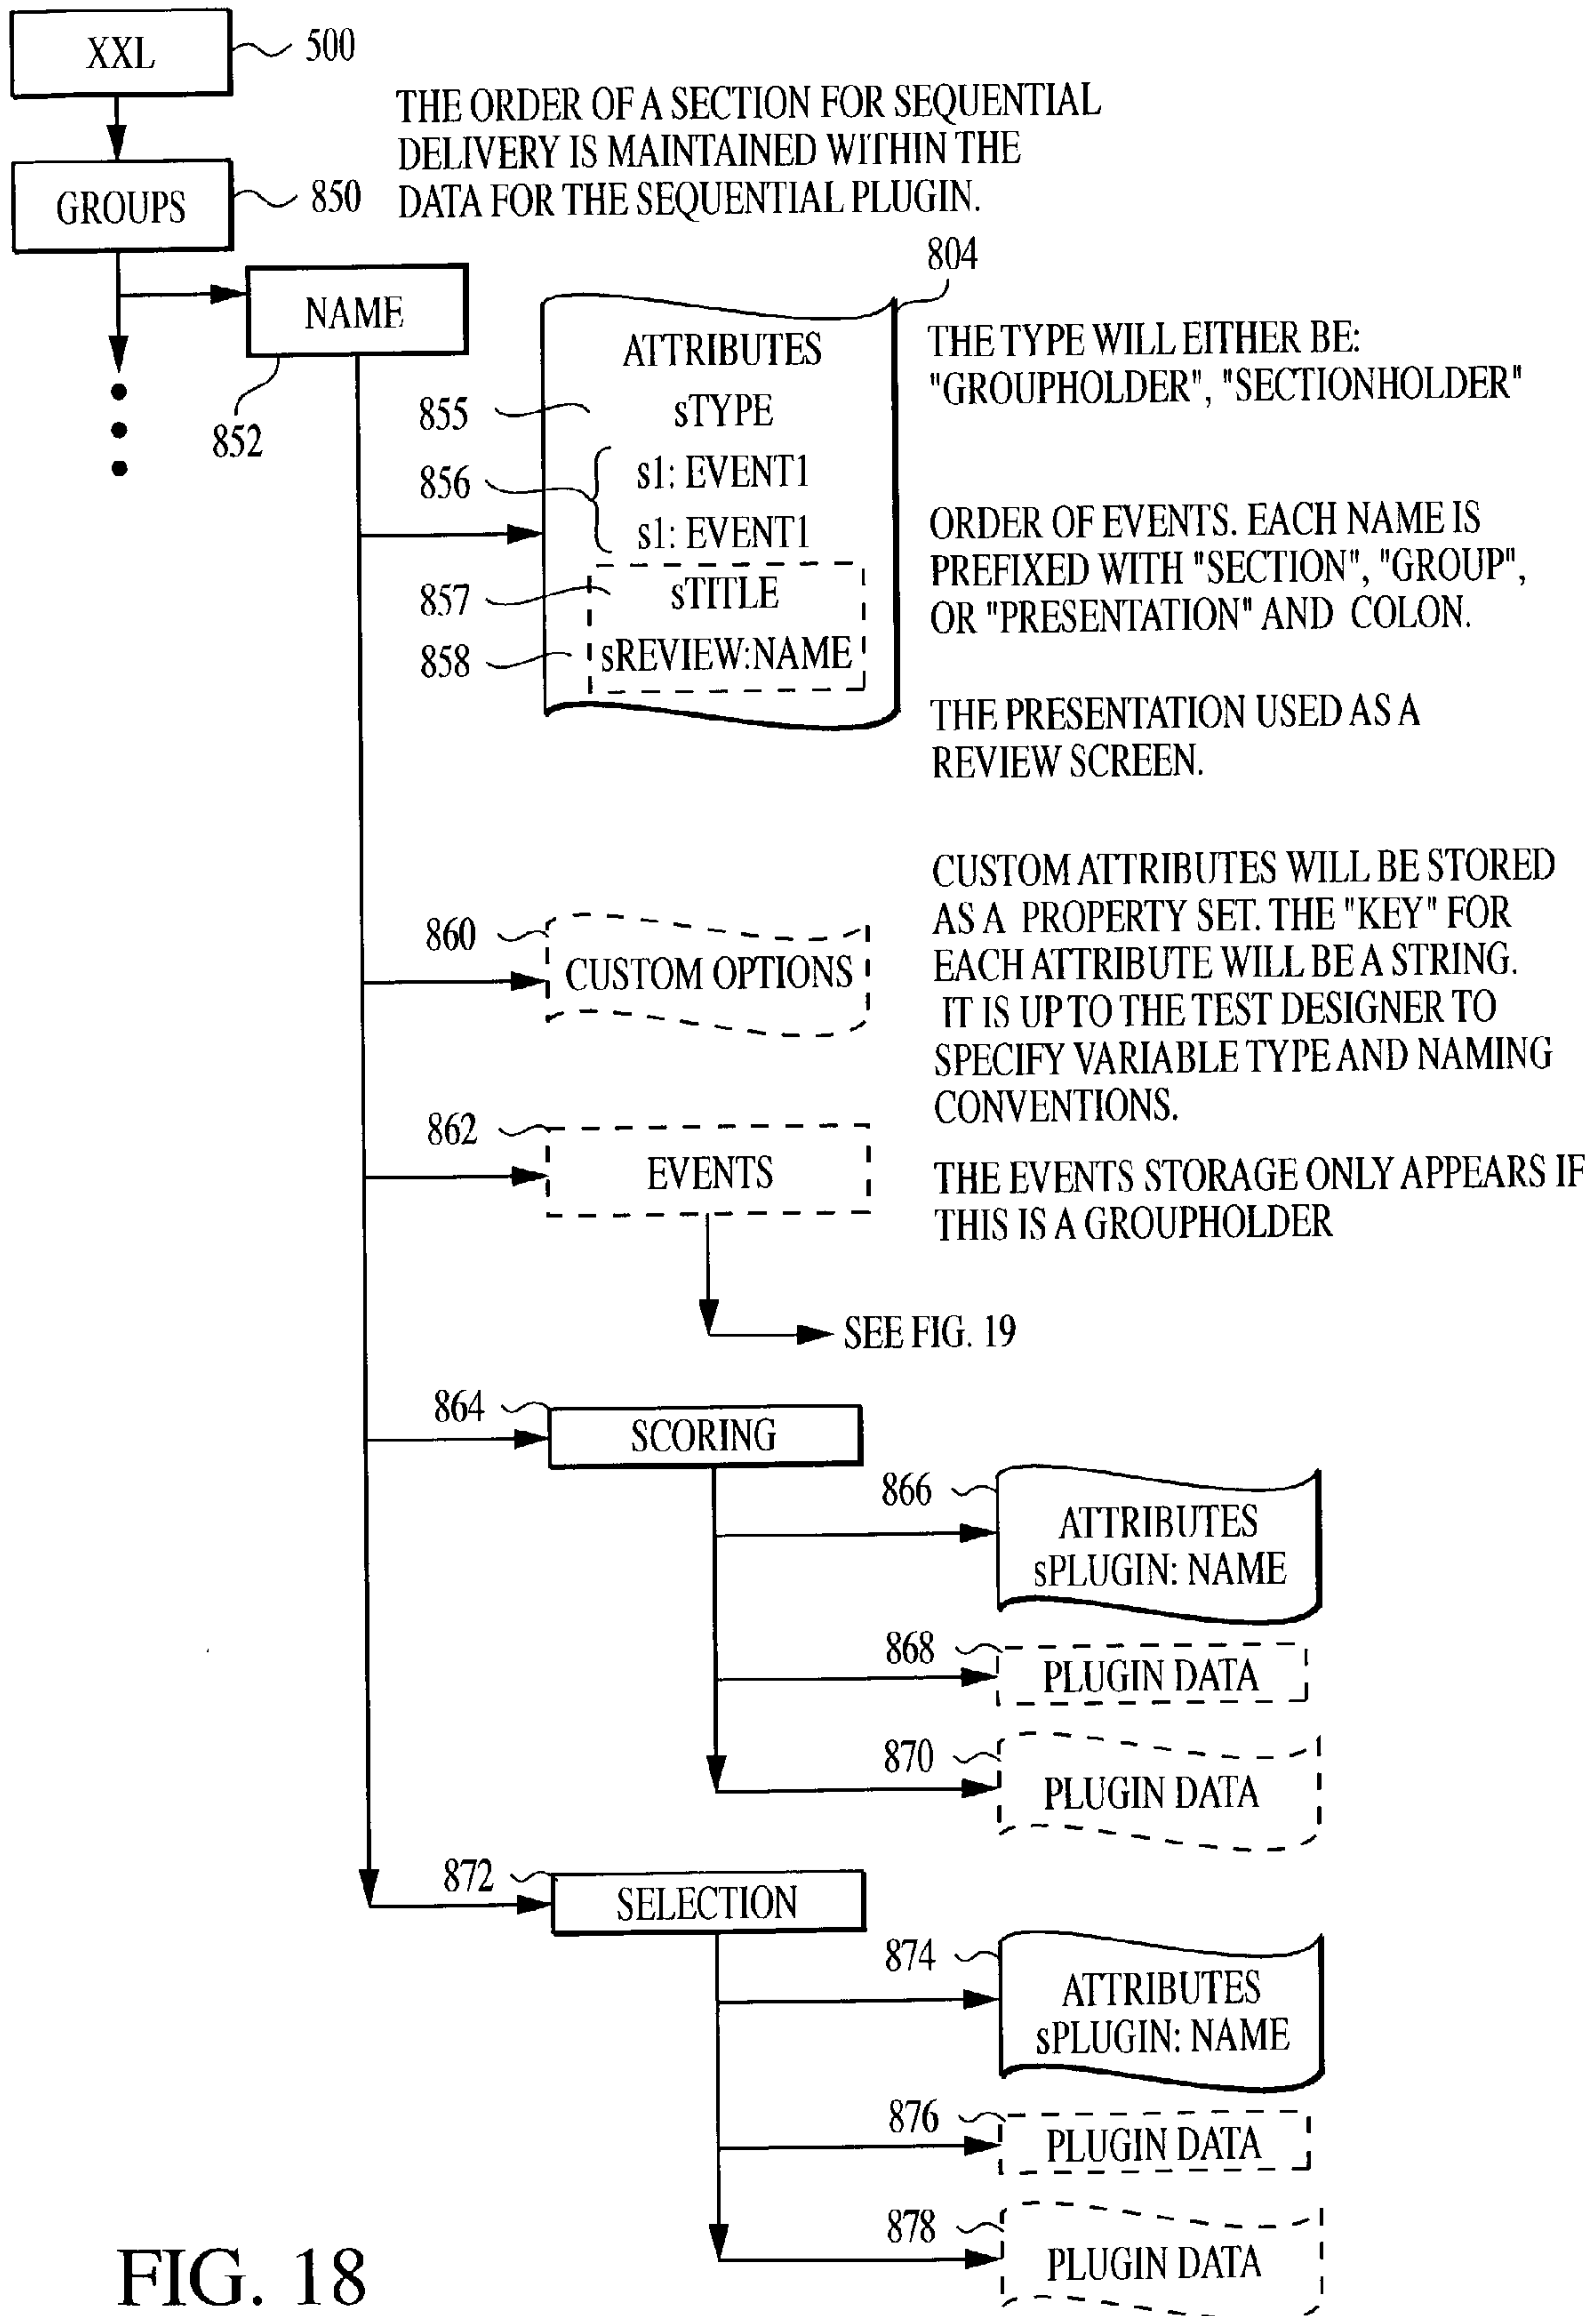 XXL
500
THE ORDER OF A SECTION FOR SEQUENTIAL
DELIVERY IS MAINTAINED WITHIN THE
DATA FOR THE SEQUENTIAL PLUGIN.
GROUPS
850
804
NAME
852
ATTRIBUTES
THE TYPE WILL EITHER BE:
"GROUPHOLDER", "SECTIONHOLDER"
855
sTYPE
856
s1: EVENT1
s1: EVENT1
ORDER OF EVENTS. EACH NAME IS
PREFIXED WITH "SECTION", "GROUP",
OR "PRESENTATION" AND COLON.
857
sTITLE
858
sREVIEW:NAME
THE PRESENTATION USED AS A
REVIEW SCREEN.
860
CUSTOM OPTIONS
CUSTOM ATTRIBUTES WILL BE STORED
AS A PROPERTY SET. THE "KEY" FOR
EACH ATTRIBUTE WILL BE A STRING.
IT IS UP TO THE TEST DESIGNER TO
SPECIFY VARIABLE TYPE AND NAMING
CONVENTIONS.
862
EVENTS
THE EVENTS STORAGE ONLY APPEARS IF
THIS IS A GROUPHOLDER
SEE FIG. 19
864
SCORING
866
ATTRIBUTES
sPLUGIN: NAME
868
PLUGIN DATA
870
PLUGIN DATA
872
SELECTION
874
ATTRIBUTES
sPLUGIN: NAME
876
PLUGIN DATA
878
PLUGIN DATA
FIG. 18